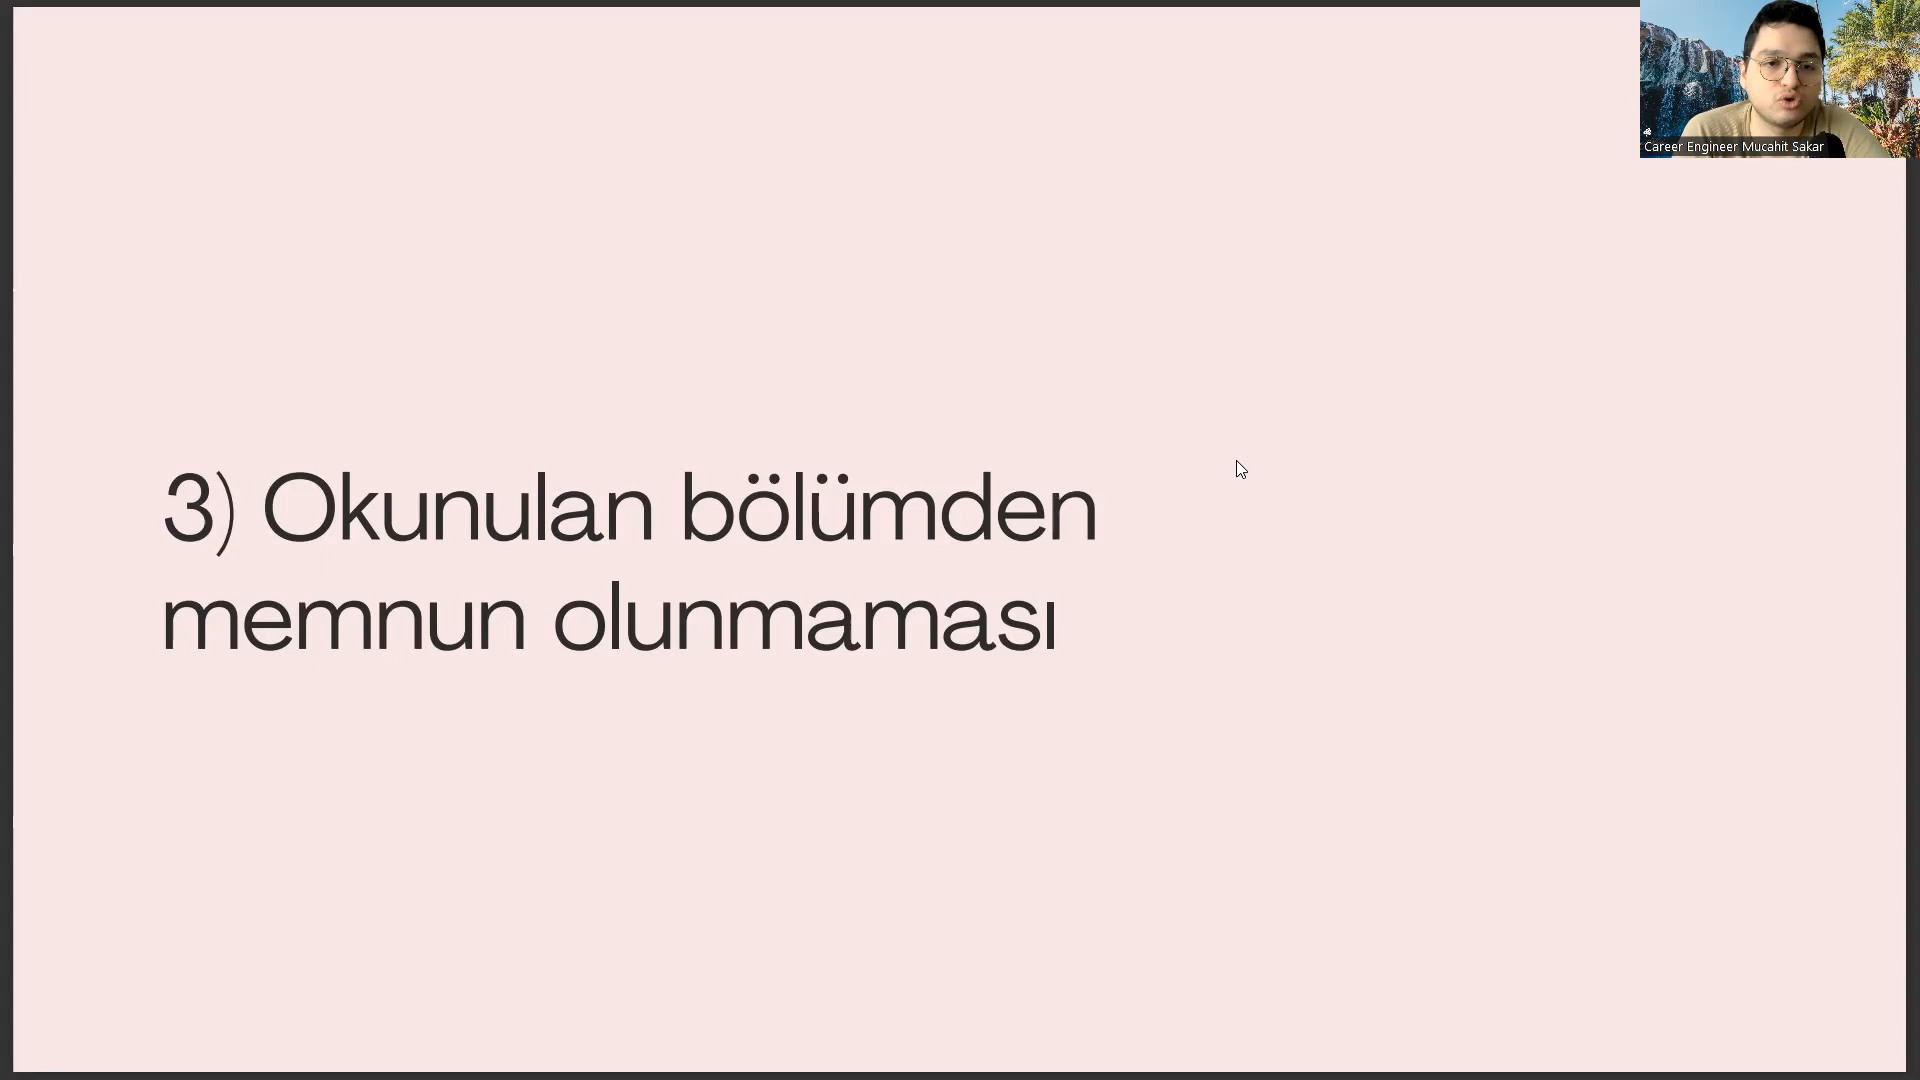 Career Engineer Mucahit Sakar
3) Okunulan bölümden
memnun olunmaması